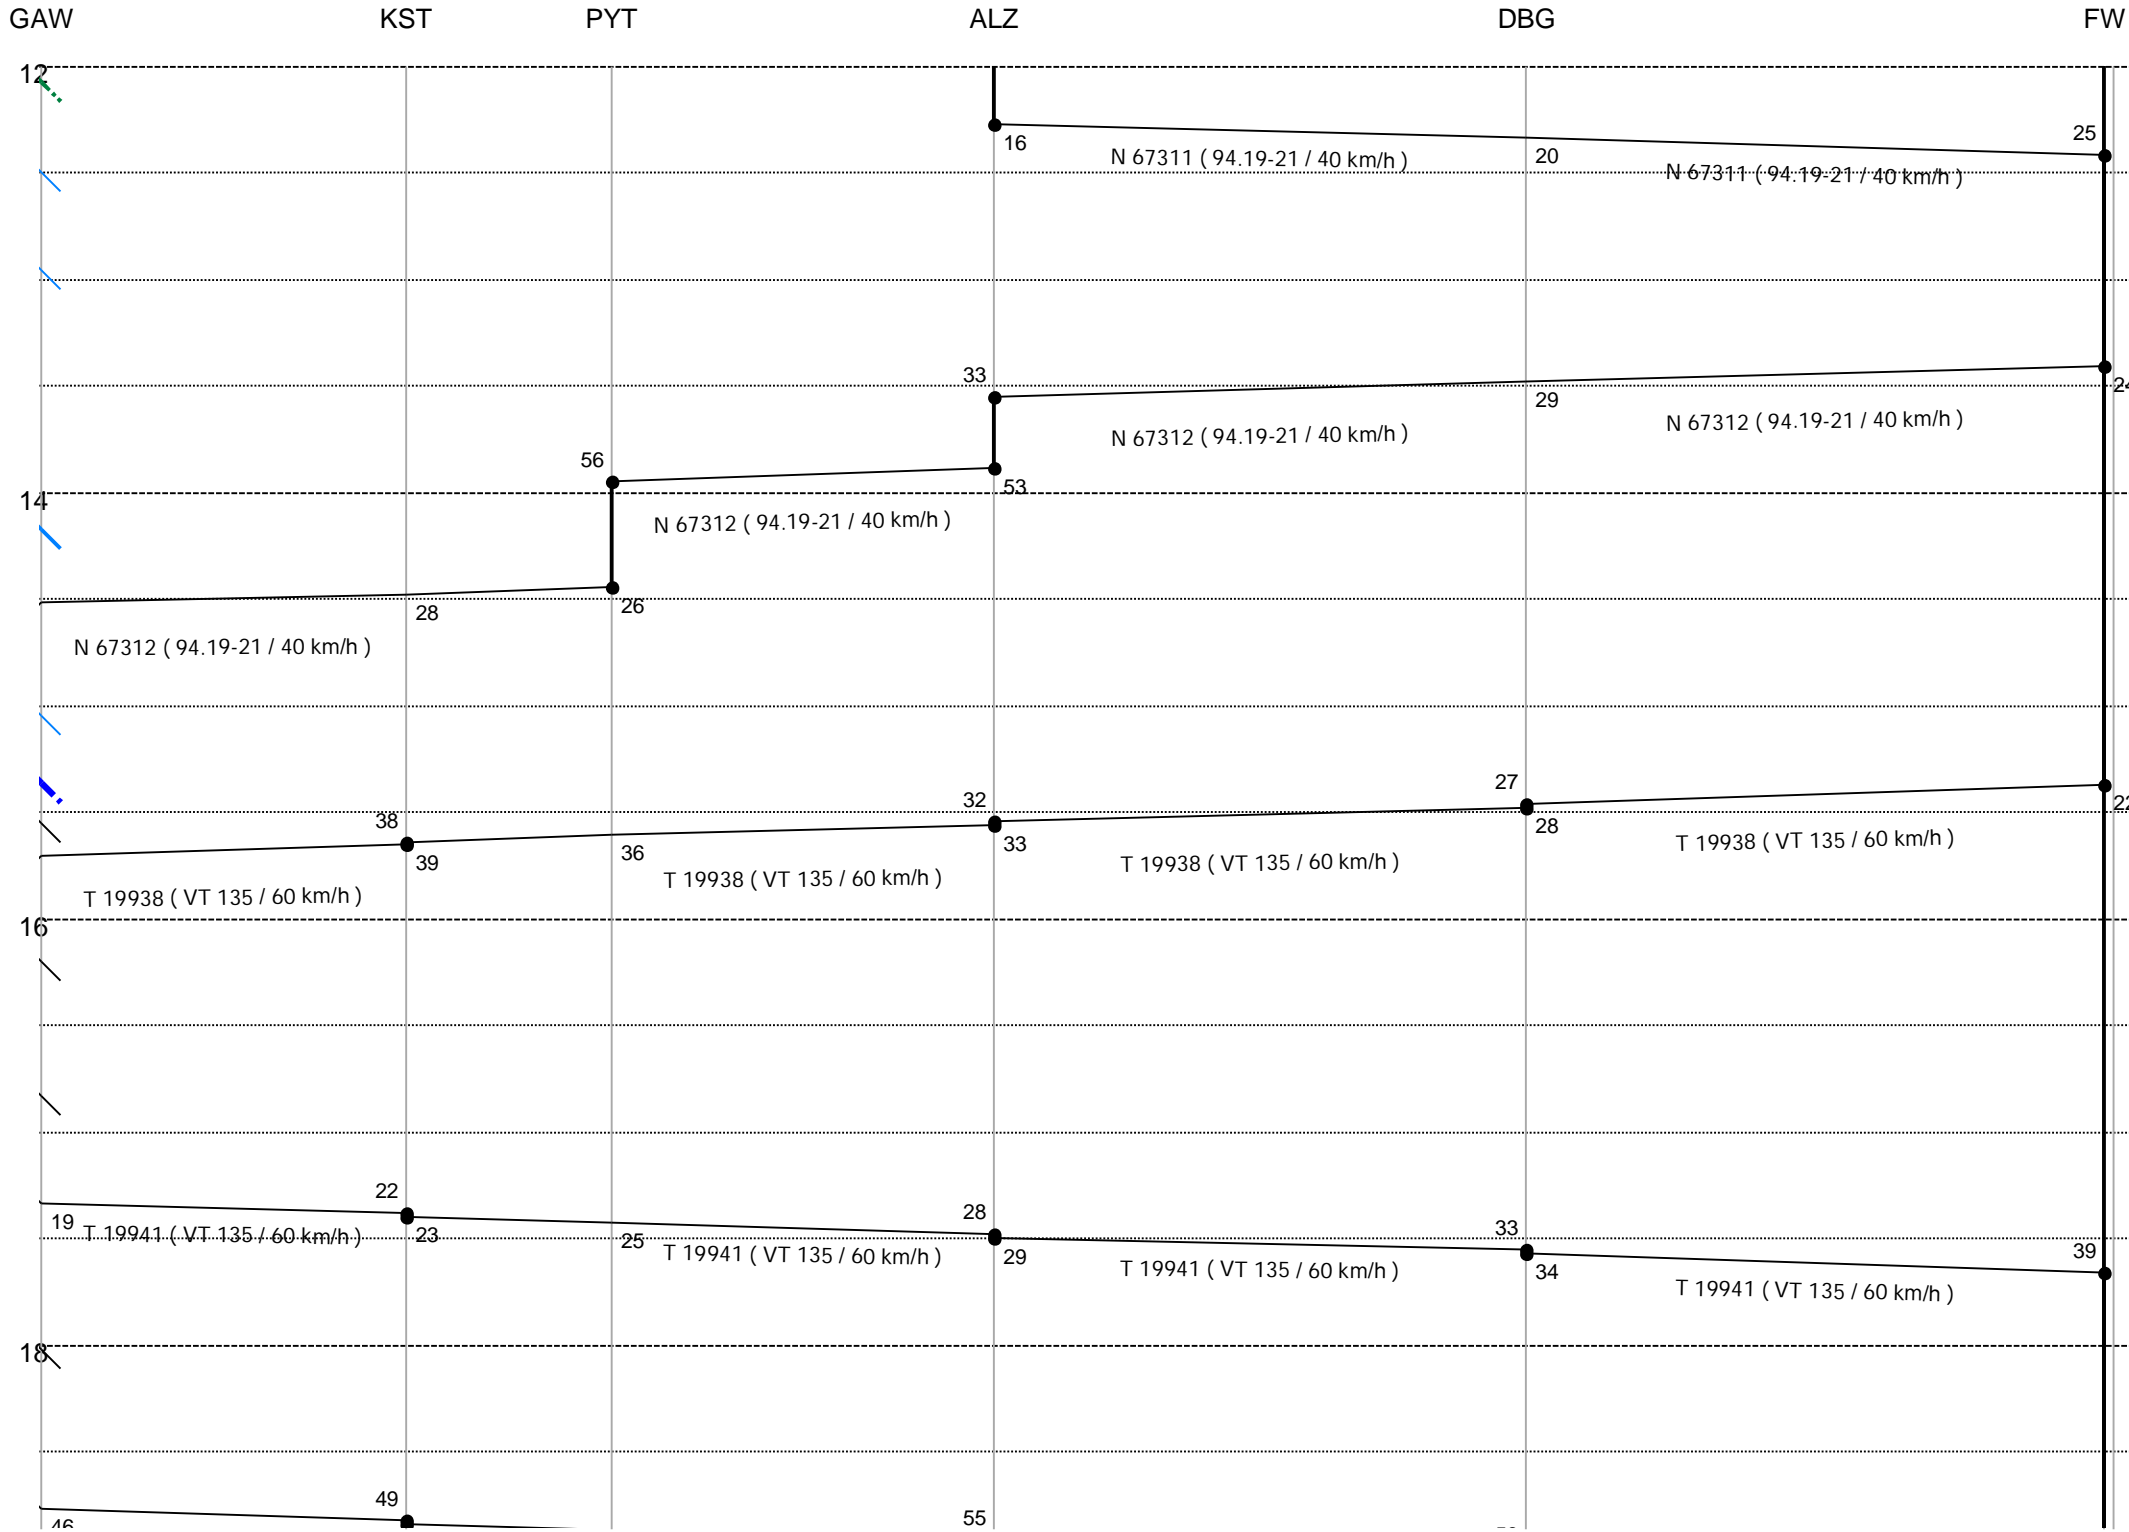 GAW KST PYT ALZ DBG FW
12
25
16
N 67311 ( 94.19-21 / 40 km/h )
20
N 67311 ( 94.19-21 / 40 km/h )
33
24
29
N 67312 ( 94.19-21 / 40 km/h )
N 67312 ( 94.19-21 / 40 km/h )
56
53
14
N 67312 ( 94.19-21 / 40 km/h )
28
26
N 67312 ( 94.19-21 / 40 km/h )
27
32
22
38
28
33
36
39
T 19938 ( VT 135 / 60 km/h )
T 19938 ( VT 135 / 60 km/h )
T 19938 ( VT 135 / 60 km/h )
T 19938 ( VT 135 / 60 km/h )
16
22
28
19
T 19941 ( VT 135 / 60 km/h )
23
25
T 19941 ( VT 135 / 60 km/h )
33
39
29
T 19941 ( VT 135 / 60 km/h )
34
T 19941 ( VT 135 / 60 km/h )
18
49
55
46